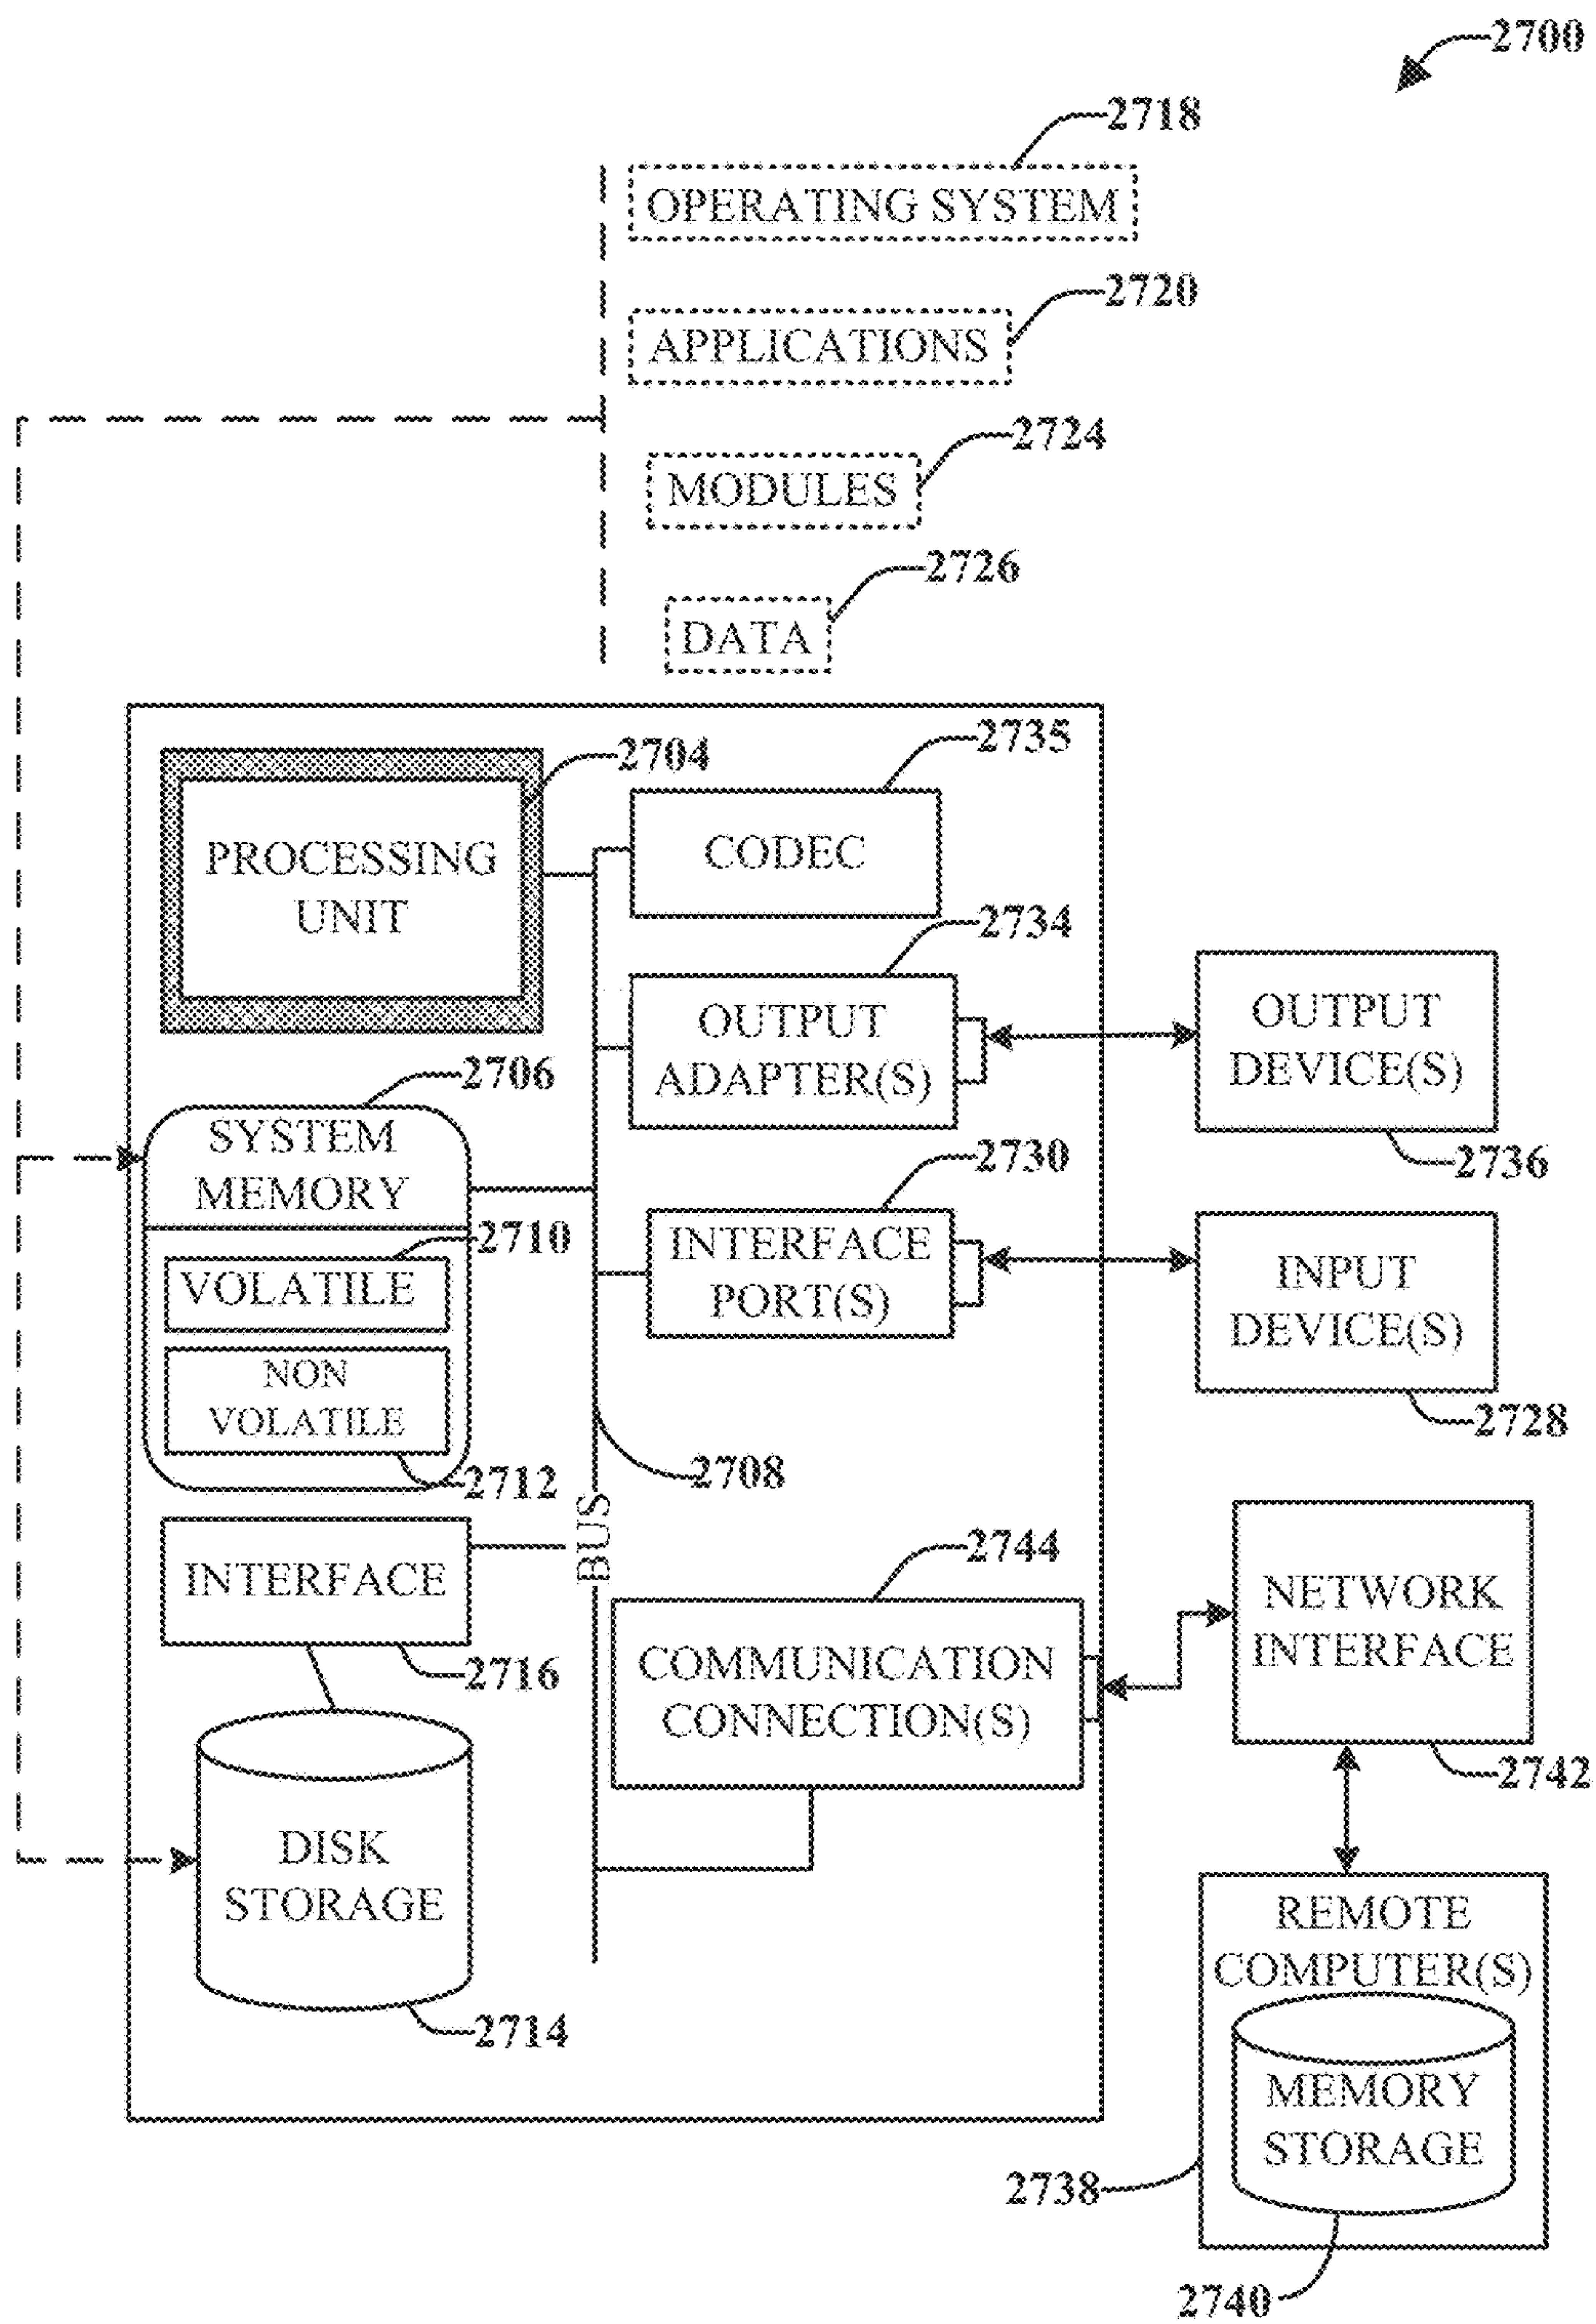 2700
2718
OPERATING SYSTEM
2720
APPLICATIONS
2724
MODULES
2726
DATA
2704
PROCESSING
UNIT
2735
CODEC
2734
OUTPUT
ADAPTER(S)
OUTPUT
DEVICE(S)
2736
2706
SYSTEM
MEMORY
2710
VOLATILE
NON
VOLATILE
2712
2730
INTERFACE
PORT(S)
INPUT
DEVICE(S)
2728
2708
BUS
INTERFACE
2716
2744
COMMUNICATION
CONNECTION(S)
NETWORK
INTERFACE
2742
DISK
STORAGE
2714
REMOTE
COMPUTER(S)
MEMORY
STORAGE
2738
2740